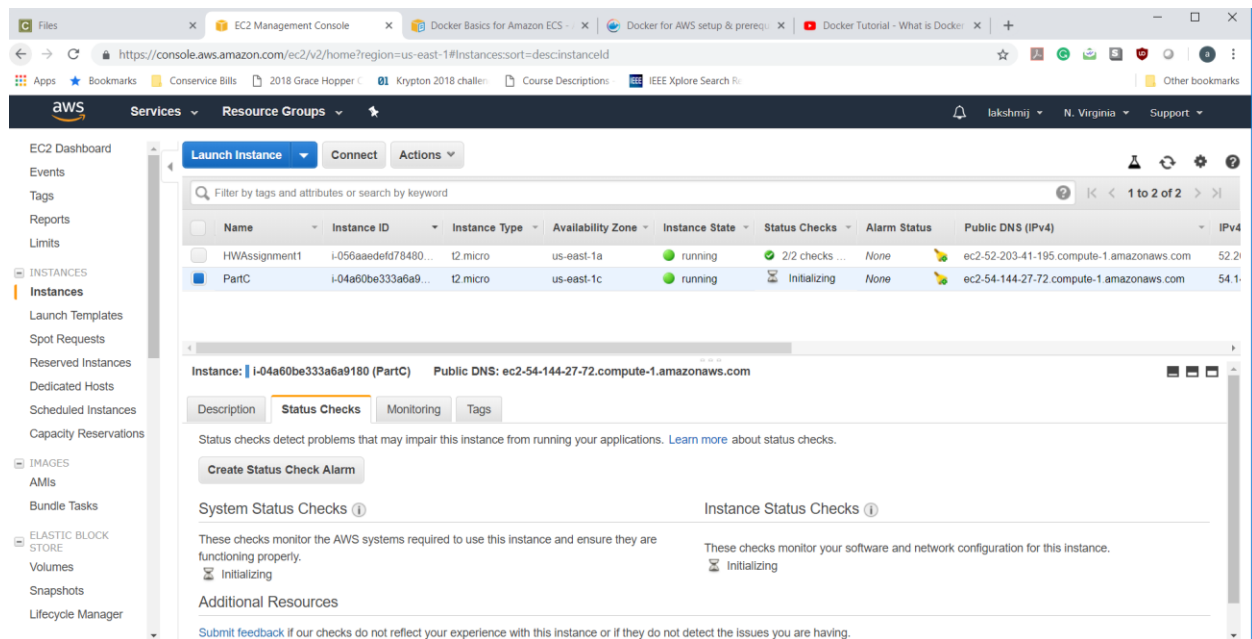 Files
EC2 Management Console
Docker Basics for Amazon ECS -
Docker for AWS setup & prerequ
Docker Tutorial - What is Docker
https://console.aws.amazon.com/ec2/v2/home?region=us-east-1#Instances:sort=desc:instanceId
Apps Bookmarks Conservice Bills 2018 Grace Hopper C Krypton 2018 challen Course Descriptions IEEE Xplore Search Re Other bookmarks
aws Services Resource Groups lakshmij N. Virginia Support
EC2 Dashboard
Events
Tags
Reports
Limits
INSTANCES
Instances
Launch Templates
Spot Requests
Reserved Instances
Dedicated Hosts
Scheduled Instances
Capacity Reservations
IMAGES
AMIs
Bundle Tasks
ELASTIC BLOCK
STORE
Volumes
Snapshots
Lifecycle Manager
Launch Instance Connect Actions
Filter by tags and attributes or search by keyword
1 to 2 of 2
Name Instance ID Instance Type Availability Zone Instance State Status Checks Alarm Status Public DNS (IPv4) IPv4
HWAssignment1 i-056aaedefd78480... t2.micro us-east-1a running 2/2 checks ... None ec2-52-203-41-195.compute-1.amazonaws.com 52.2
PartC i-04a60be333a6a9... t2.micro us-east-1c running Initializing None ec2-54-144-27-72.compute-1.amazonaws.com 54.1
Instance: i-04a60be333a6a9180 (PartC) Public DNS: ec2-54-144-27-72.compute-1.amazonaws.com
Description Status Checks Monitoring Tags
Status checks detect problems that may impair this instance from running your applications. Learn more about status checks.
Create Status Check Alarm
System Status Checks
These checks monitor the AWS systems required to use this instance and ensure they are
functioning properly.
Initializing
Instance Status Checks
These checks monitor your software and network configuration for this instance.
Initializing
Additional Resources
Submit feedback if our checks do not reflect your experience with this instance or if they do not detect the issues you are having.